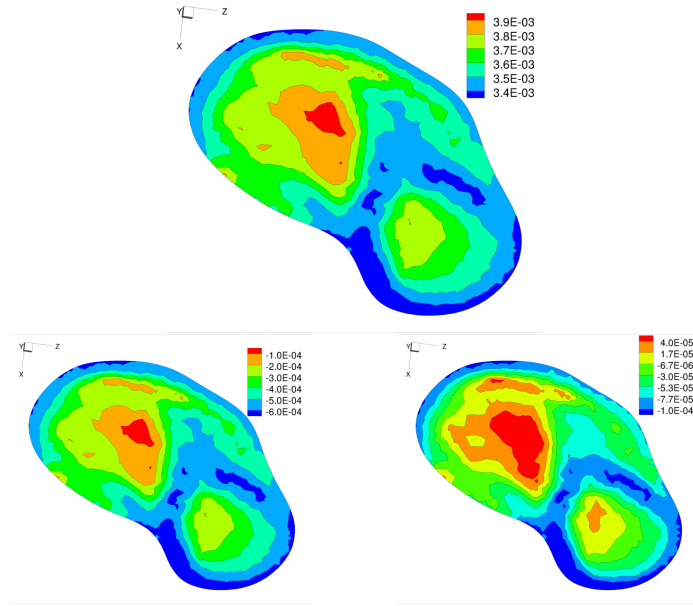 Y Z
X
3.9E-03
3.8E-03
3.7E-03
3.6E-03
3.5E-03
3.4E-03
Y Z
X
-1.0E-04
-2.0E-04
-3.0E-04
-4.0E-04
-5.0E-04
-6.0E-04
Y Z
X
4.0E-05
1.7E-05
-6.7E-06
-3.0E-05
-5.3E-05
-7.7E-05
-1.0E-04